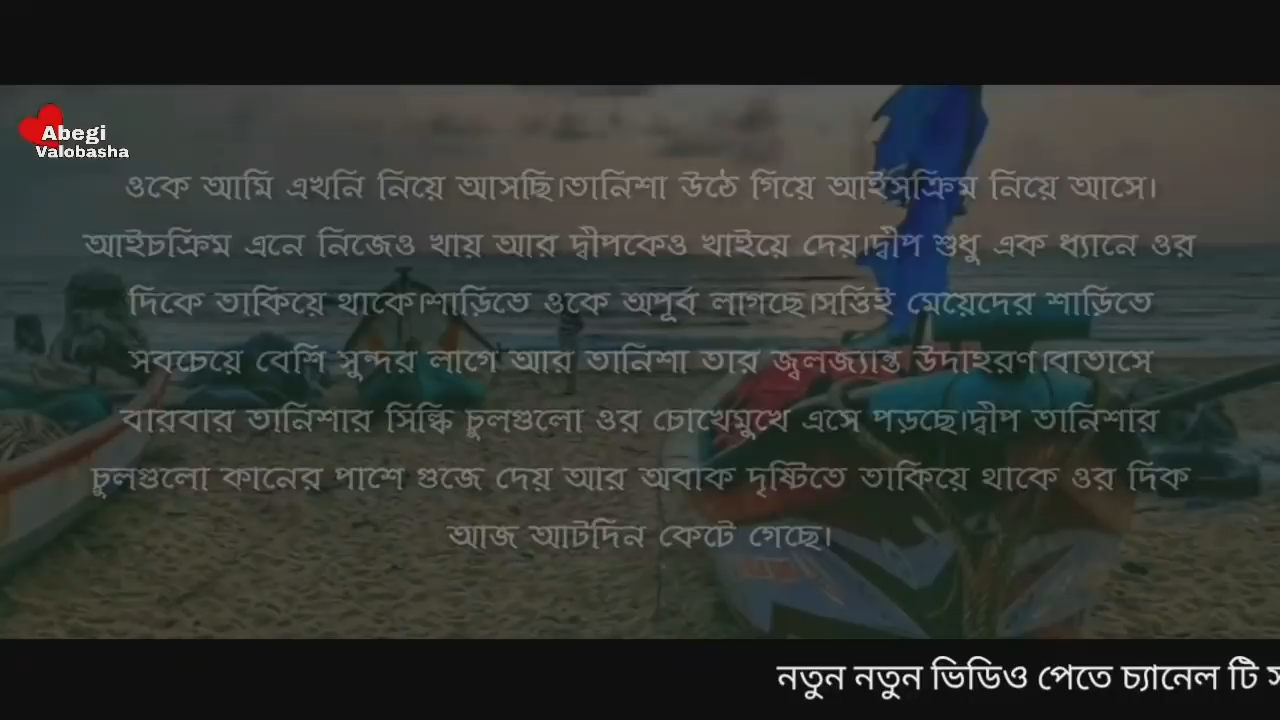 Abegi
Valobasha
ওকে আমি এখনি নিয়ে আসছি।তানিশা উঠে গিয়ে আইসক্রিম নিয়ে আসে।
আইচক্রিম এনে নিজেও খায় আর দ্বীপকেও খাইয়ে দেয়।দ্বীপ শুধু এক ধ্যানে ওর
দিকে তাকিয়ে থাকে।শাড়িতে ওকে অপূর্ব লাগছে।সত্তিই মেয়েদের শাড়িতে
সবচেয়ে বেশি সুন্দর লাগে আর তানিশা তার জ্বলজ্যান্ত উদাহরণ।বাতাসে
বারবার তানিশার সিল্কি চুলগুলো ওর চোখেমুখে এসে পড়ছে।দ্বীপ তানিশার
চুলগুলো কানের পাশে গুজে দেয় আর অবাক দৃষ্টিতে তাকিয়ে থাকে ওর দিক
আজ আটদিন কেটে গেছে।
নতুন নতুন ভিডিও পেতে চ্যানেল টি